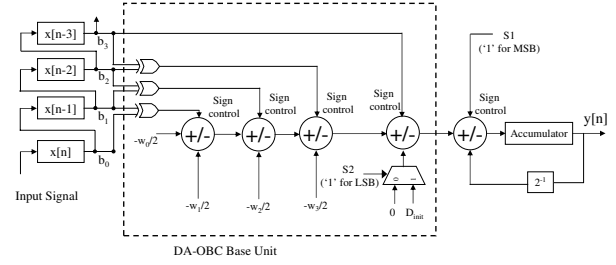 x[n-3]
b3
x[n-2]
b2
x[n-1]
b1
x[n]
b0
Input Signal
Sign control
Sign control
Sign control
Sign control
Sign control
S1
('1' for MSB)
-w0/2
+/-
+/-
+/-
+/-
+/-
Accumulator
y[n]
2-1
S2
('1' for LSB)
0
1
-w1/2
-w2/2
-w3/2
0
Dinit
DA-OBC Base Unit